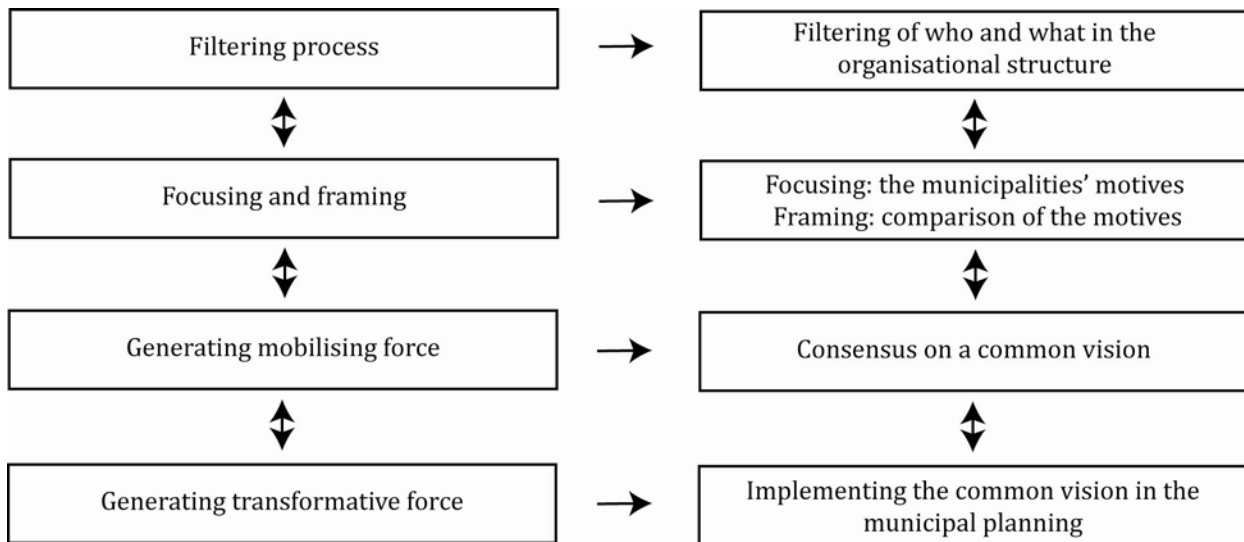 Filtering process
Filtering of who and what in the
organisational structure
Focusing and framing
Focusing: the municipalities’ motives
Framing: comparison of the motives
Generating mobilising force
Consensus on a common vision
Generating transformative force
Implementing the common vision in the
municipal planning